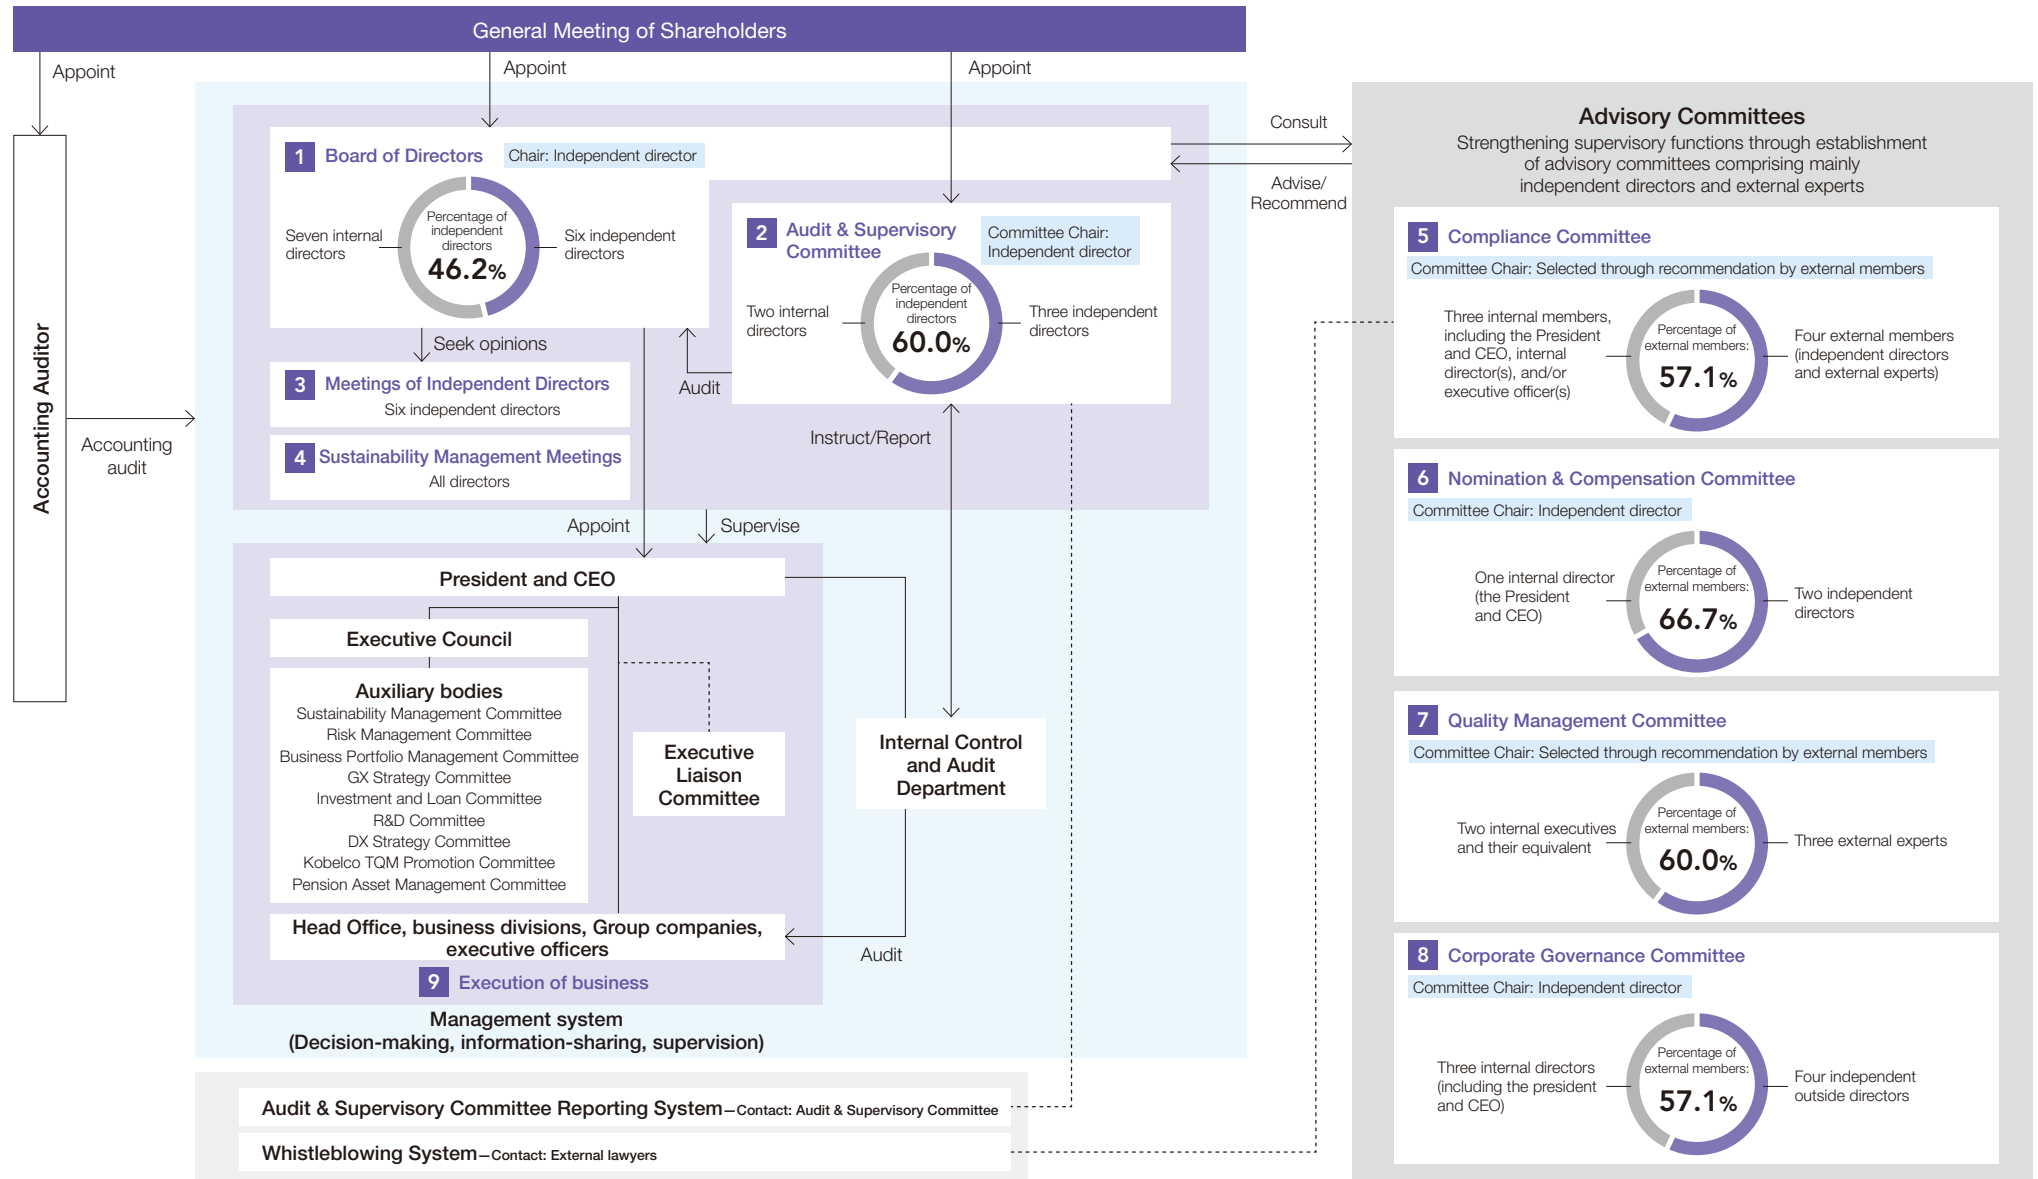 General Meeting of Shareholders
Appoint
Appoint
Appoint
Accounting Auditor
Accounting
audit
1 Board of Directors
Chair: Independent director
Seven internal
directors
Percentage of
independent
directors
46.2%
Six independent
directors
2 Audit & Supervisory
Committee
Committee Chair:
Independent director
Two internal
directors
Percentage of
independent
directors
60.0%
Three independent
directors
Seek opinions
Audit
3 Meetings of Independent Directors
Six independent directors
4 Sustainability Management Meetings
All directors
Instruct/Report
Appoint
Supervise
President and CEO
Executive Council
Auxiliary bodies
Sustainability Management Committee
Risk Management Committee
Business Portfolio Management Committee
GX Strategy Committee
Investment and Loan Committee
R&D Committee
DX Strategy Committee
Kobelco TQM Promotion Committee
Pension Asset Management Committee
Executive
Liaison
Committee
Internal Control
and Audit
Department
Head Office, business divisions, Group companies,
executive officers
Audit
9 Execution of business
Management system
(Decision-making, information-sharing, supervision)
Audit & Supervisory Committee Reporting System—Contact: Audit & Supervisory Committee
Whistleblowing System—Contact: External lawyers
Consult
Advise/
Recommend
Advisory Committees
Strengthening supervisory functions through establishment
of advisory committees comprising mainly
independent directors and external experts
5 Compliance Committee
Committee Chair: Selected through recommendation by external members
Three internal members,
including the President
and CEO, internal
director(s), and/or
executive officer(s)
Percentage of
external members:
57.1%
Four external members
(independent directors
and external experts)
6 Nomination & Compensation Committee
Committee Chair: Independent director
One internal director
(the President
and CEO)
Percentage of
external members:
66.7%
Two independent
directors
7 Quality Management Committee
Committee Chair: Selected through recommendation by external members
Two internal executives
and their equivalent
Percentage of
external members:
60.0%
Three external experts
8 Corporate Governance Committee
Committee Chair: Independent director
Three internal directors
(including the president
and CEO)
Percentage of
external members:
57.1%
Four independent
outside directors